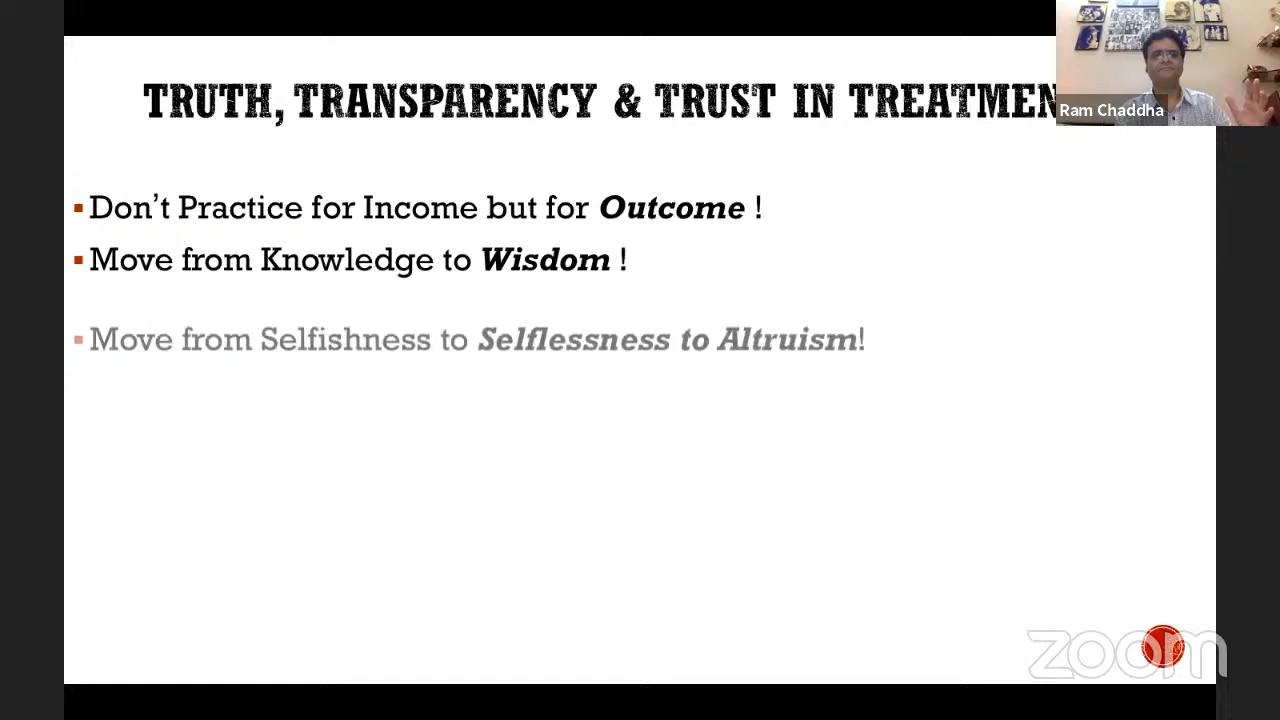 TRUTH, TRANSPARENCY & TRUST IN TREATMEN
Ram Chaddha
▪Don't Practice for Income but for Outcome !
▪Move from Knowledge to Wisdom !
▪Move from Selfishness to Selflessness to Altruism!
zoom